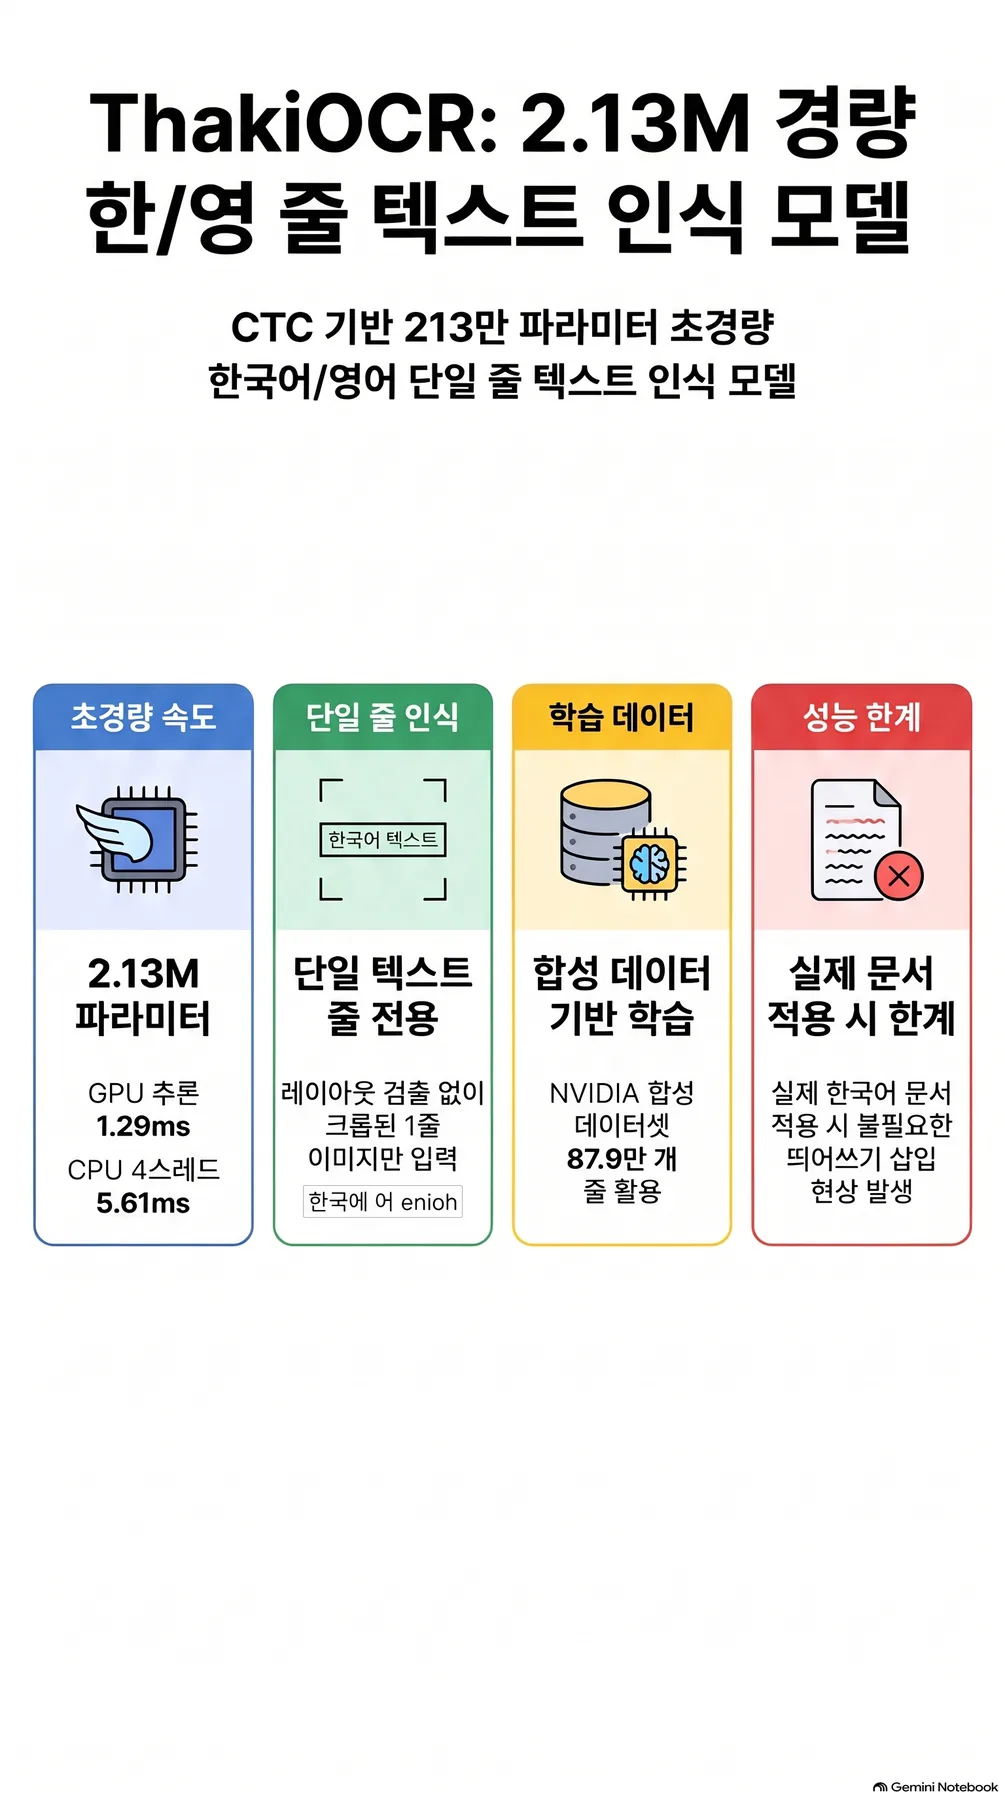 ThakiOCR: 2.13M 경량
한/영 줄 텍스트 인식 모델
CTC 기반 213만 파라미터 초경량
한국어/영어 단일 줄 텍스트 인식 모델
초경량 속도
2.13M
파라미터
GPU 추론
1.29ms
CPU 4스레드
5.61ms
단일 줄 인식
한국어 텍스트
단일 텍스트
줄 전용
레이아웃 검출 없이
크롭된 1줄
이미지만 입력
한국에 어 enioh
학습 데이터
합성 데이터
기반 학습
NVIDIA 합성
데이터셋
87.9만 개
줄 활용
성능 한계
실제 문서
적용 시 한계
실제 한국어 문서
적용 시 불필요한
띄어쓰기 삽입
현상 발생
Gemini Notebook